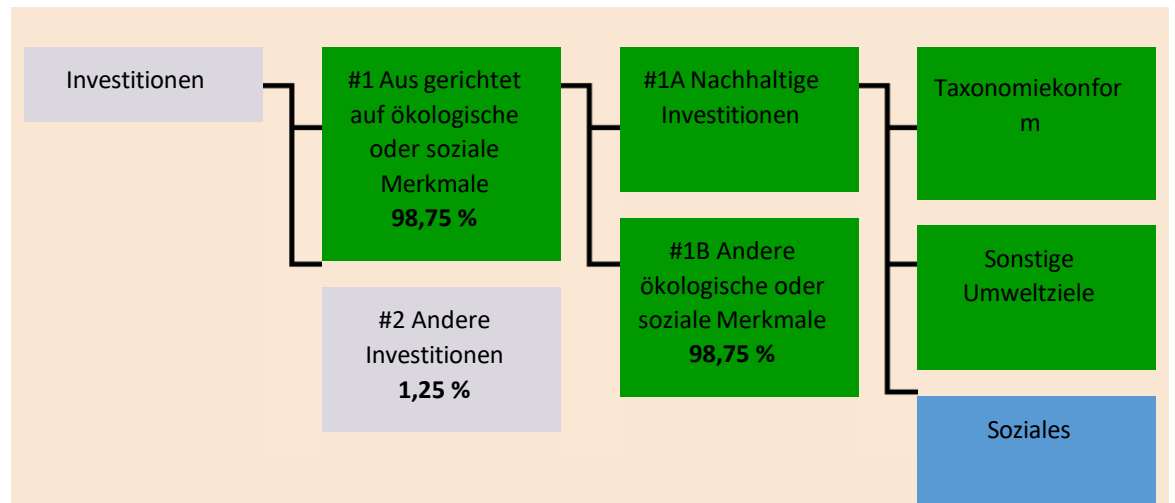 Investitionen
#1 Aus gerichtet
auf ökologische
oder soziale
Merkmale
98,75 %
#2 Andere
Investitionen
1,25 %
#1A Nachhaltige
Investitionen
#1B Andere
ökologische oder
soziale Merkmale
98,75 %
Taxonomiekonfor
m
Sonstige
Umweltziele
Soziales